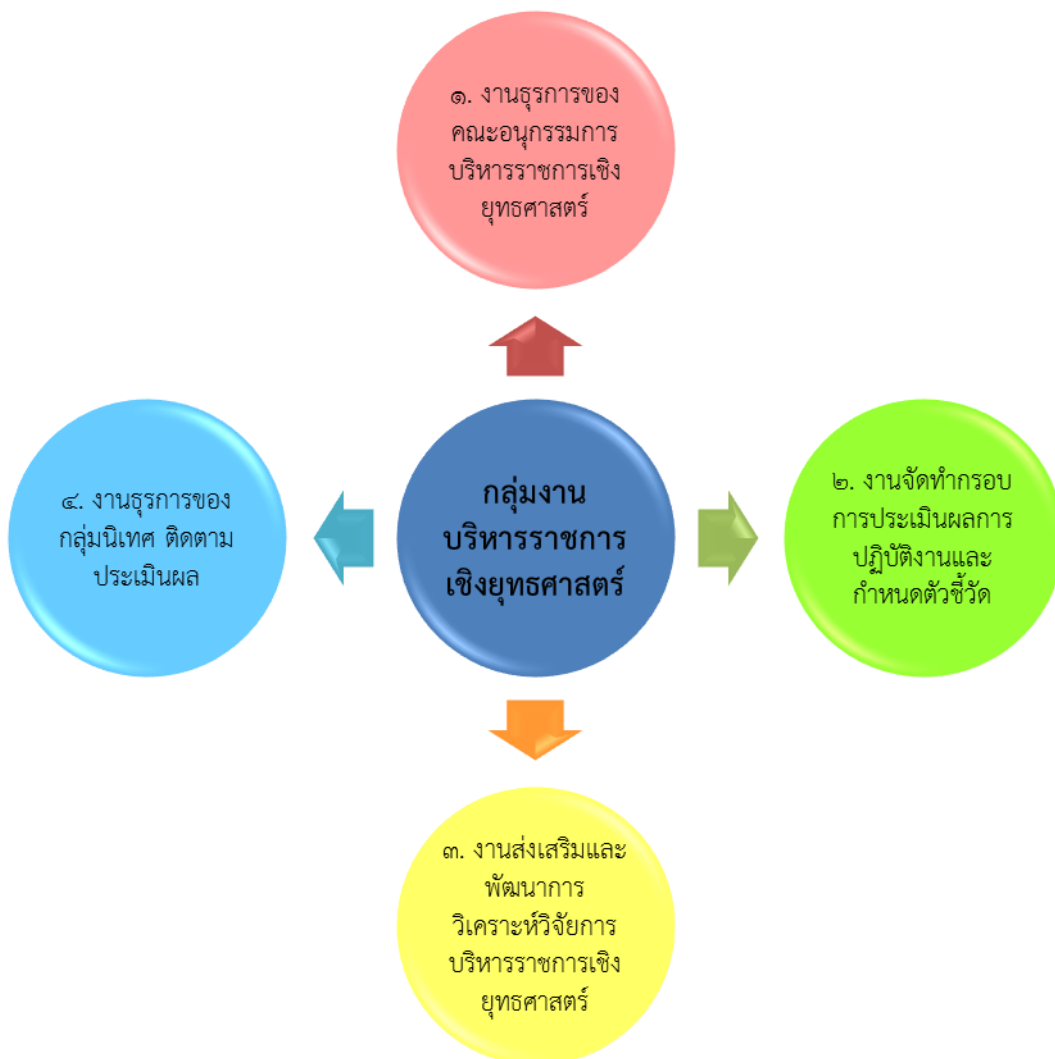 ๑. งานธุรการของ
คณะอนุกรรมการ
บริหารราชการเชิง
ยุทธศาสตร์
กลุ่มงาน
บริหารราชการ
เชิงยุทธศาสตร์
๒. งานจัดทำกรอบ
การประเมินผลการ
ปฏิบัติงานและ
กำหนดตัวชี้วัด
๓. งานส่งเสริมและ
พัฒนาการ
วิเคราะห์วิจัยการ
บริหารราชการเชิง
ยุทธศาสตร์
๔. งานธุรการของ
กลุ่มนิเทศ ติดตาม
ประเมินผล